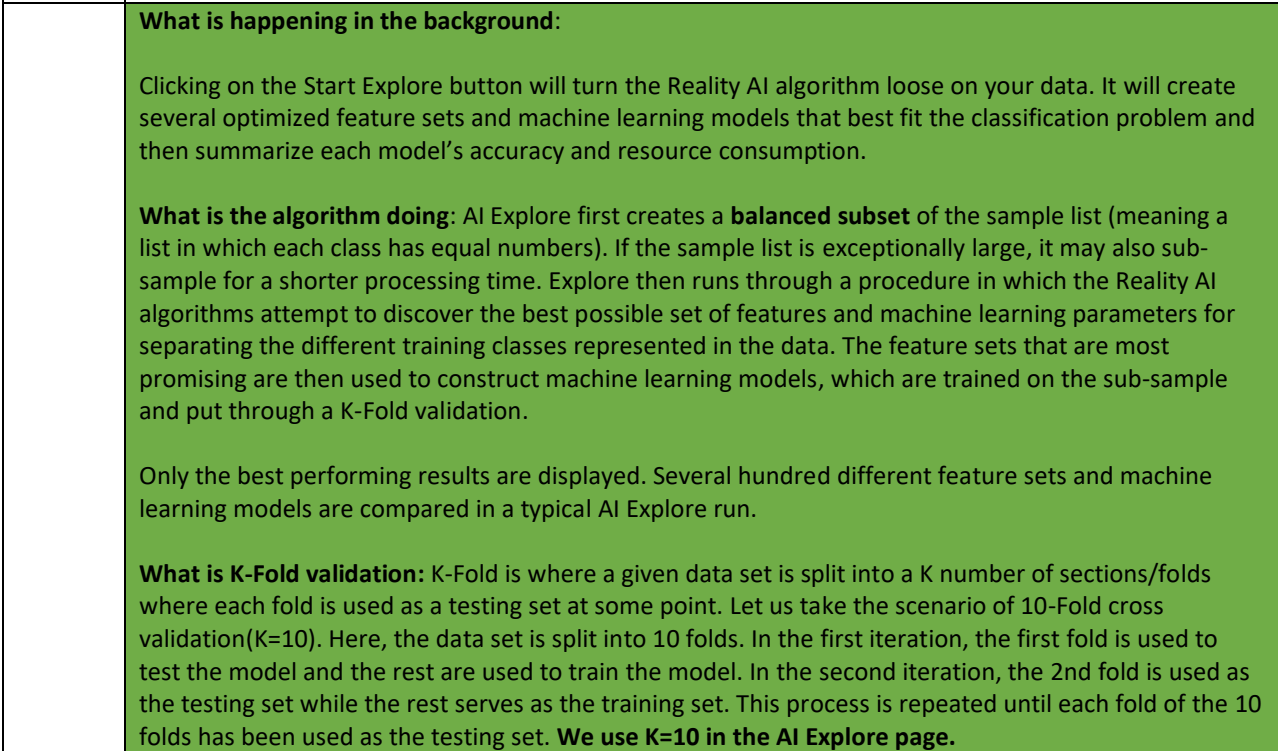 What is happening in the background:
Clicking on the Start Explore button will turn the Reality AI algorithm loose on your data. It will create
several optimized feature sets and machine learning models that best fit the classification problem and
then summarize each model’s accuracy and resource consumption.
What is the algorithm doing: AI Explore first creates a balanced subset of the sample list (meaning a
list in which each class has equal numbers). If the sample list is exceptionally large, it may also sub-
sample for a shorter processing time. Explore then runs through a procedure in which the Reality AI
algorithms attempt to discover the best possible set of features and machine learning parameters for
separating the different training classes represented in the data. The feature sets that are most
promising are then used to construct machine learning models, which are trained on the sub-sample
and put through a K-Fold validation.
Only the best performing results are displayed. Several hundred different feature sets and machine
learning models are compared in a typical AI Explore run.
What is K-Fold validation: K-Fold is where a given data set is split into a K number of sections/folds
where each fold is used as a testing set at some point. Let us take the scenario of 10-Fold cross
validation(K=10). Here, the data set is split into 10 folds. In the first iteration, the first fold is used to
test the model and the rest are used to train the model. In the second iteration, the 2nd fold is used as
the testing set while the rest serves as the training set. This process is repeated until each fold of the 10
folds has been used as the testing set. We use K=10 in the AI Explore page.